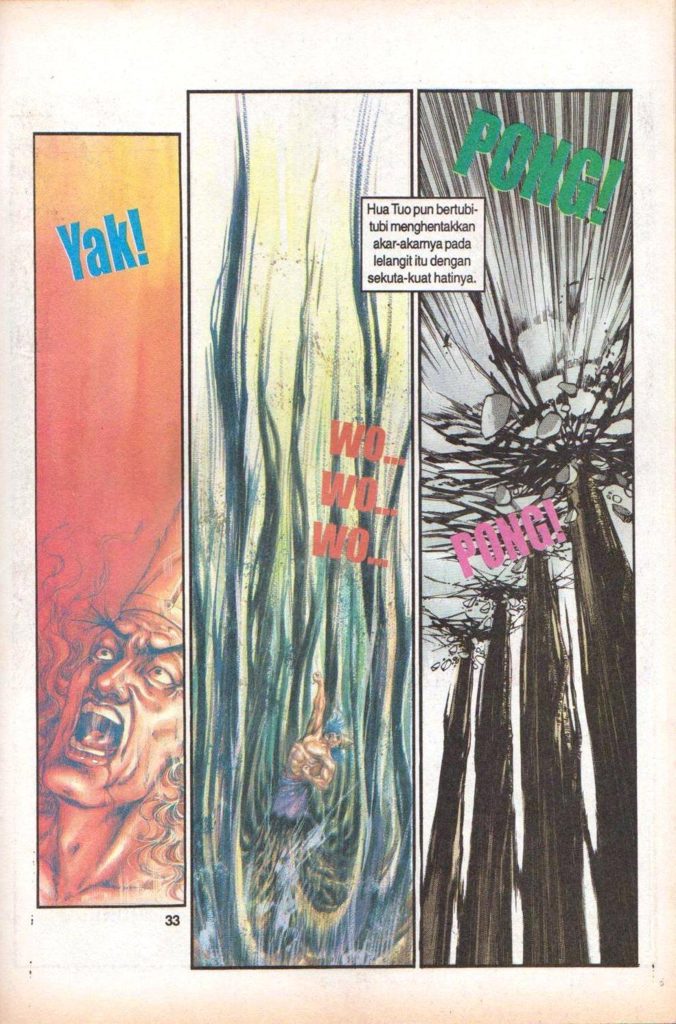 Yak!
WO...
WO...
WO...
Hua Tuo pun bertubi-
tubi menghentakkan
akar-akarnya pada
lelangit itu dengan
sekuta-kuat hatinya.
PONG!
PONG!
33